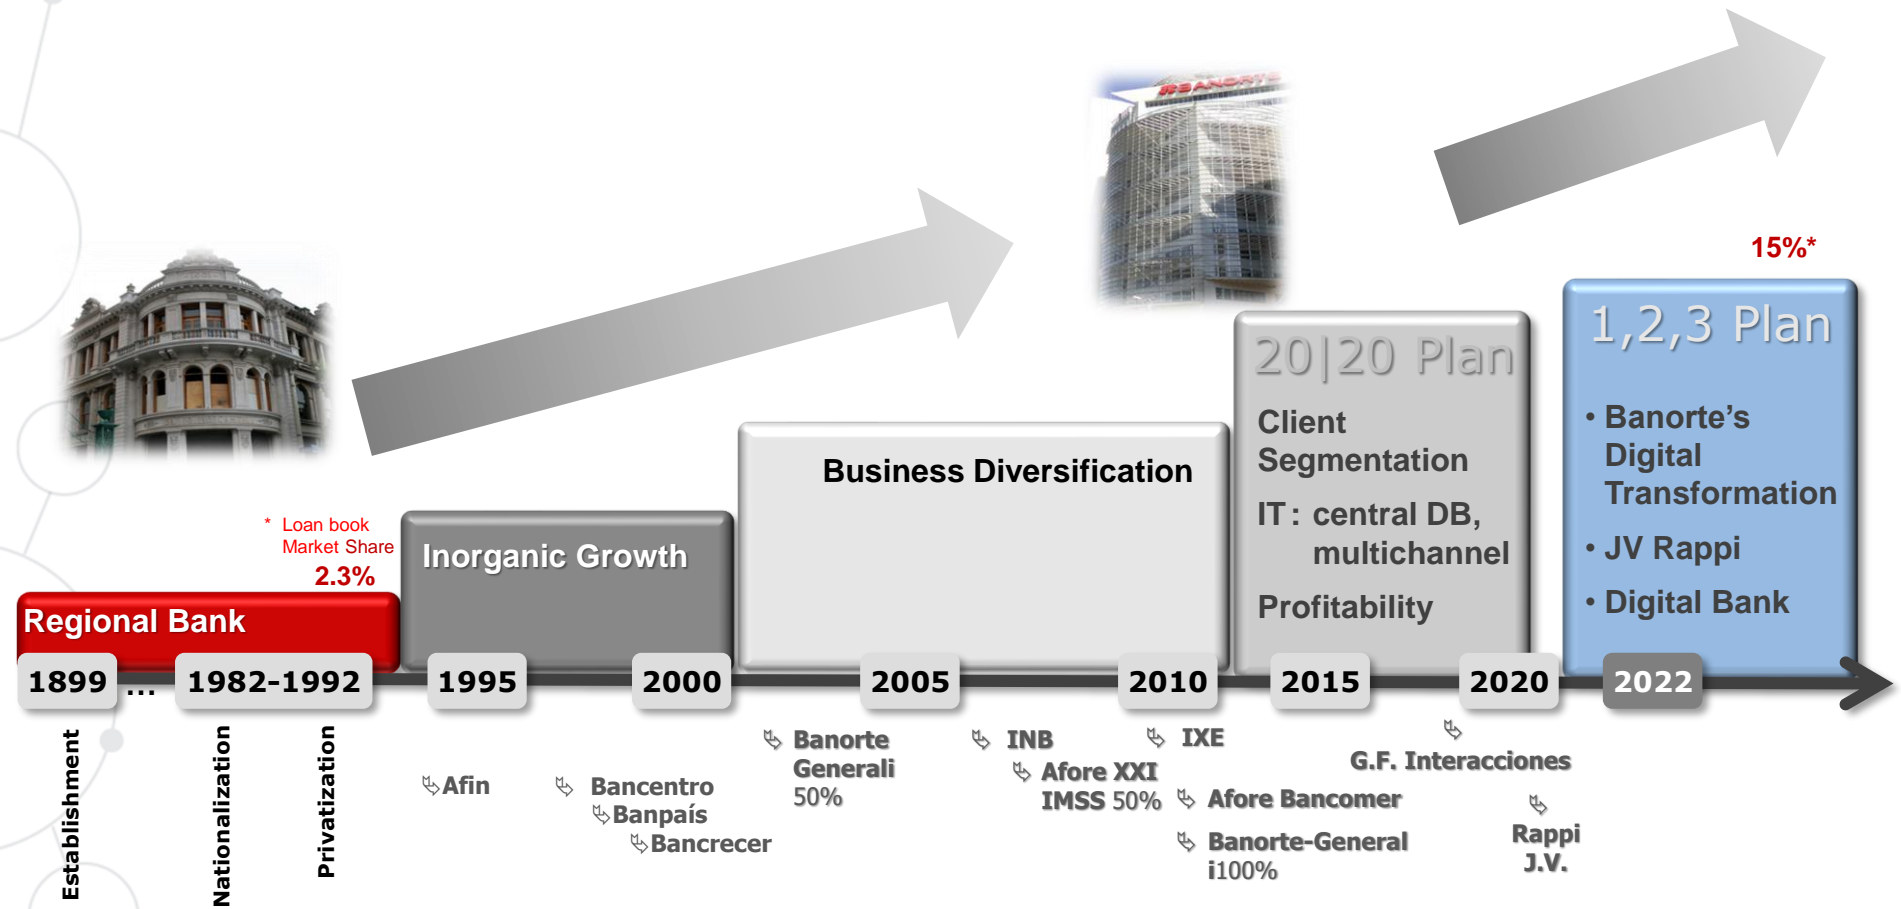 BANORTE
15%*
1,2,3 Plan
• Banorte’s
Digital
Transformation
• JV Rappi
• Digital Bank
20|20 Plan
Client
Segmentation
IT: central DB,
multichannel
Profitability
Business Diversification
* Loan book
Market Share
2.3%
Inorganic Growth
Regional Bank
1899 ... 1982-1992 1995 2000 2005 2010 2015 2020 2022
Establishment
Nationalization
Privatization
Afin
Bancentro
Banpaís
Bancrecer
Banorte
Generali
50%
INB
Afore XXI
IMSS 50%
IXE
Afore Bancomer
Banorte-General
i100%
G.F. Interacciones
Rappi
J.V.